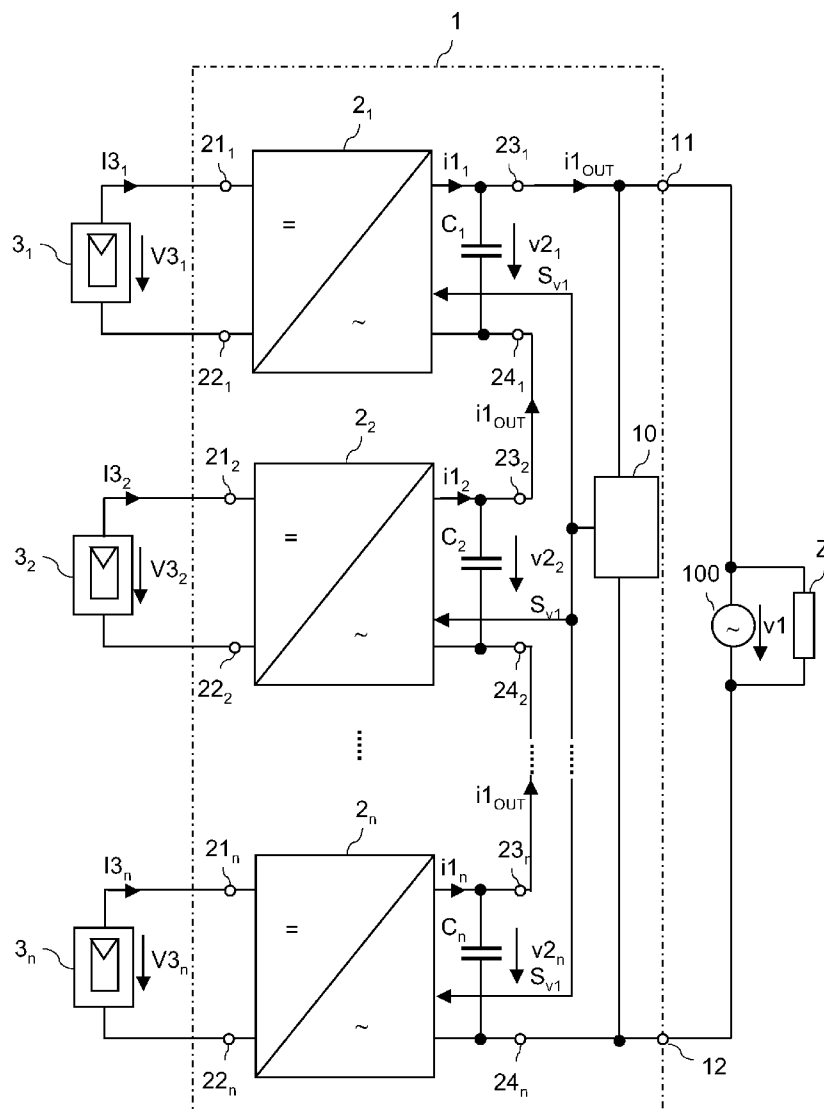 1
2₁
21₁
23₁
11
I3₁
i1₁
i1OUT
3₁
V3₁
=
C₁
v2₁
Sv1
~
22₁
24₁
i1OUT
2₂
21₂
23₂
10
I3₂
i1₂
3₂
V3₂
=
C₂
v2₂
Z
100
~
v1
Sv1
~
22₂
24₂
i1OUT
2ₙ
21ₙ
23ₙ
I3ₙ
i1ₙ
3ₙ
V3ₙ
=
Cₙ
v2ₙ
Sv1
~
22ₙ
24ₙ
12